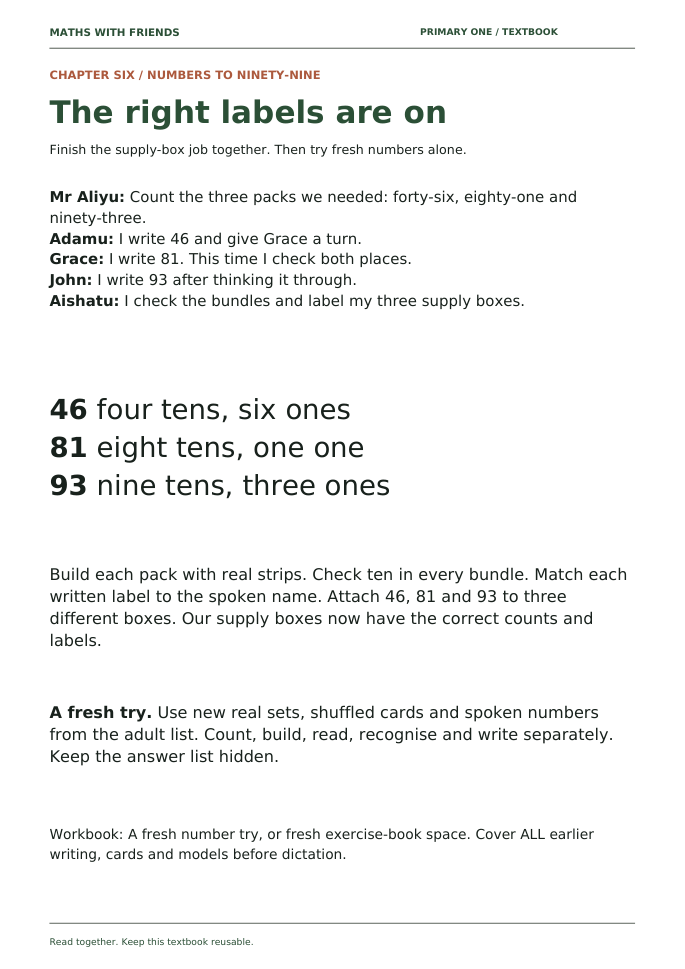 MATHS WITH FRIENDS
PRIMARY ONE / TEXTBOOK
CHAPTER SIX / NUMBERS TO NINETY-NINE
The right labels are on
Finish the supply-box job together. Then try fresh numbers alone.
Mr Aliyu: Count the three packs we needed: forty-six, eighty-one and
ninety-three.
Adamu: I write 46 and give Grace a turn.
Grace: I write 81. This time I check both places.
John: I write 93 after thinking it through.
Aishatu: I check the bundles and label my three supply boxes.
46 four tens, six ones
81 eight tens, one one
93 nine tens, three ones
Build each pack with real strips. Check ten in every bundle. Match each
written label to the spoken name. Attach 46, 81 and 93 to three
different boxes. Our supply boxes now have the correct counts and
labels.
A fresh try. Use new real sets, shuffled cards and spoken numbers
from the adult list. Count, build, read, recognise and write separately.
Keep the answer list hidden.
Workbook: A fresh number try, or fresh exercise-book space. Cover ALL earlier
writing, cards and models before dictation.
Read together. Keep this textbook reusable.